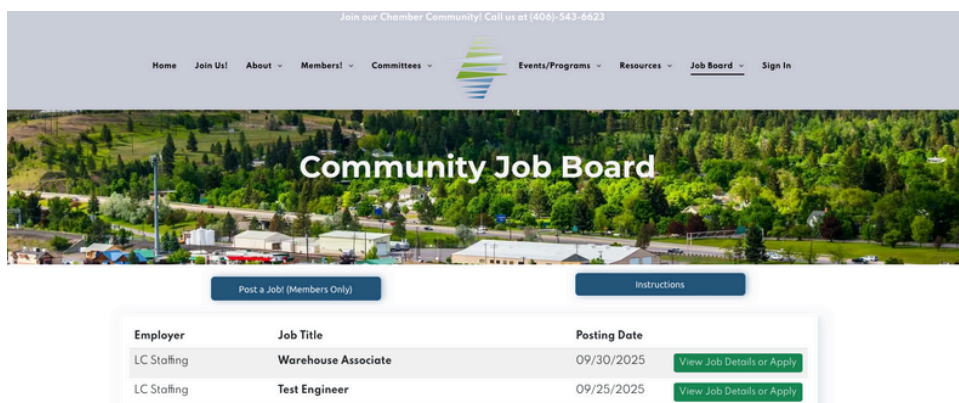 Join our Chamber Community! Call us at (406)-543-6623
Home Join Us! About Members! Committees Events/Programs Resources Job Board Sign In
Community Job Board
Post a Job! (Members Only) Instructions
Employer Job Title Posting Date
LC Staffing Warehouse Associate 09/30/2025 View Job Details or Apply
LC Staffing Test Engineer 09/25/2025 View Job Details or Apply